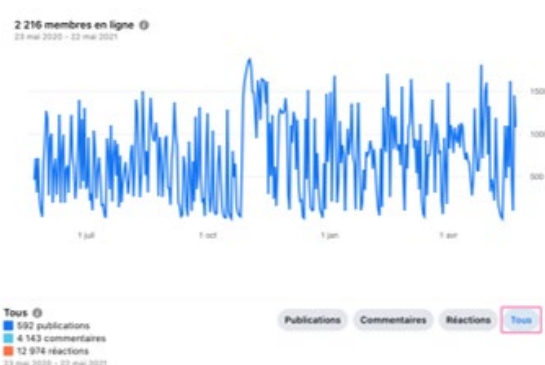 2 216 membres en ligne
23 mai 2020 - 22 mai 2021
1500
1000
500
1 juil
1 oct
1 jan
1 avr
Tous
Publications Commentaires Réactions Tous
592 publications
4 143 commentaires
12 974 réactions
23 mai 2020 - 22 mai 2021